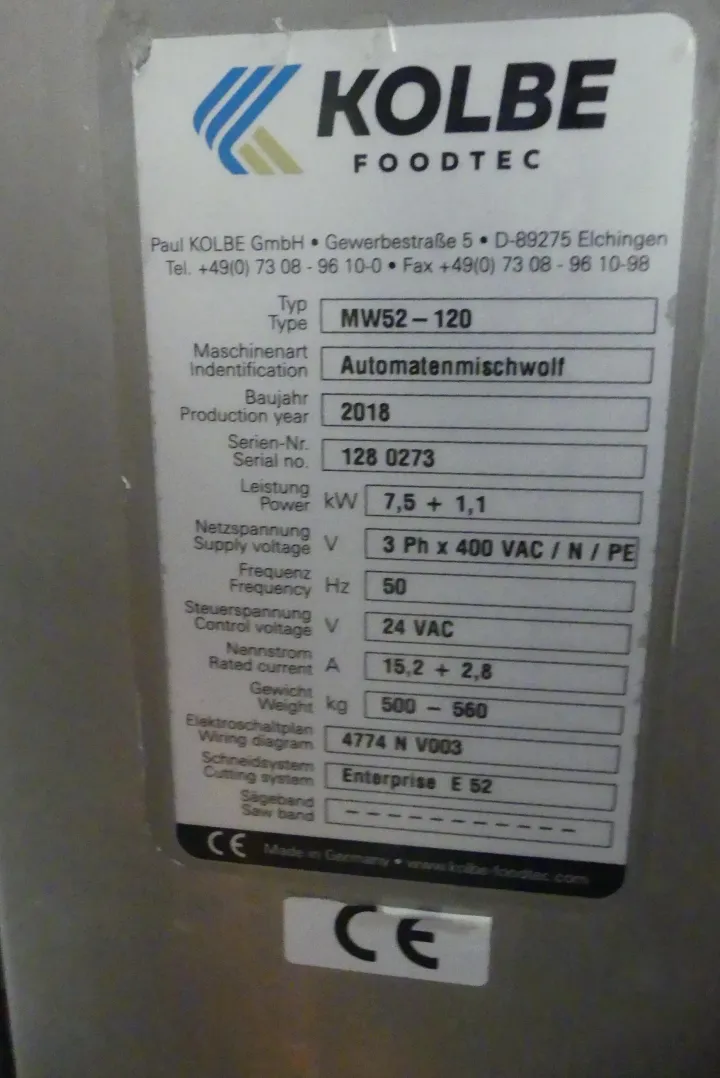 KOLBE
FOODTEC
Paul KOLBE GmbH • Gewerbestraße 5 • D-89275 Elchingen
Tel. +49(0) 73 08 - 96 10-0 • Fax +49(0) 73 08 - 96 10-98
Typ
Type MW52-120
Maschinenart
Indentification Automatenmischwolf
Baujahr
Production year 2018
Serien-Nr.
Serial no. 128 0273
Leistung
Power kW 7,5 + 1,1
Netzspannung
Supply voltage V 3 Ph x 400 VAC / N / PE
Frequenz
Frequency Hz 50
Steuerspannung
Control voltage V 24 VAC
Nennstrom
Rated current A 15,2 + 2,8
Gewicht
Weight kg 500 - 560
Elektroschaltplan
Wiring diagram 4774 N V003
Schneidsystem
Cutting system Enterprise E 52
Sägeband
Saw band - - - - - - - - - - -
CE Made in Germany • www.kolbe-foodtec.com
CE